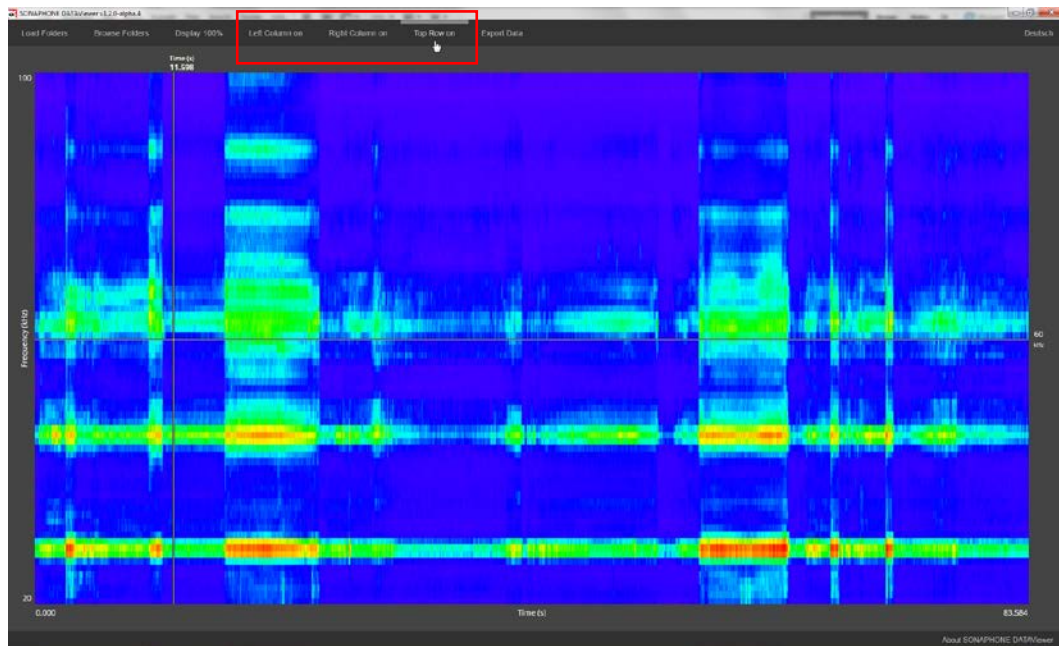 SONAPHONE DATAViewer v1.2.0-alpha.4
Load Folders Browse Folders Display 100% Left Column on Right Column on Top Row on Export Data Deutsch
Time (s)
11.598
100
Frequency (kHz)
60
kHz
20
0.000 Time (s) 83.584
About SONAPHONE DATAViewer